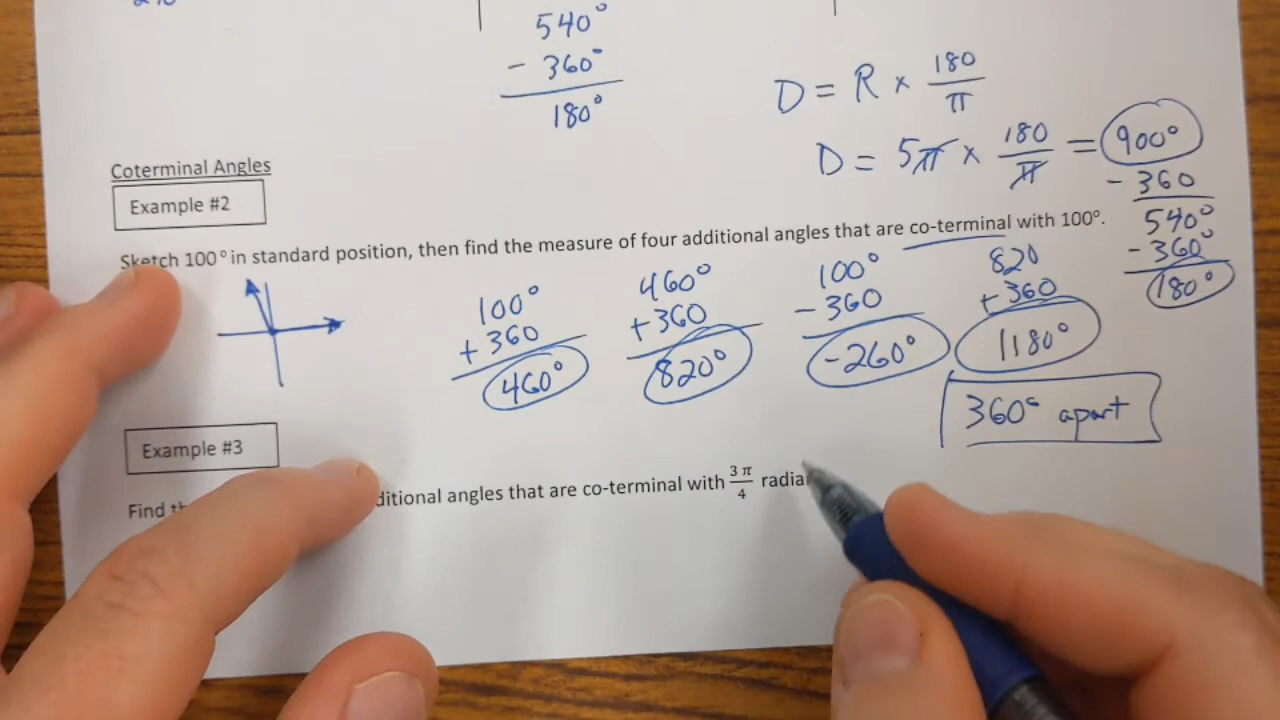 540°
- 360°
180°
D = R × 180/π
D = 5π × 180/π = 900°
- 360
540°
- 360°
180°
Coterminal Angles
Example #2
Sketch 100° in standard position, then find the measure of four additional angles that are co-terminal with 100°.
100°
+ 360
460°
460°
+ 360
820°
100°
- 360
-260°
820
+ 360
1180°
360° apart
Example #3
Find additional angles that are co-terminal with 3π/4